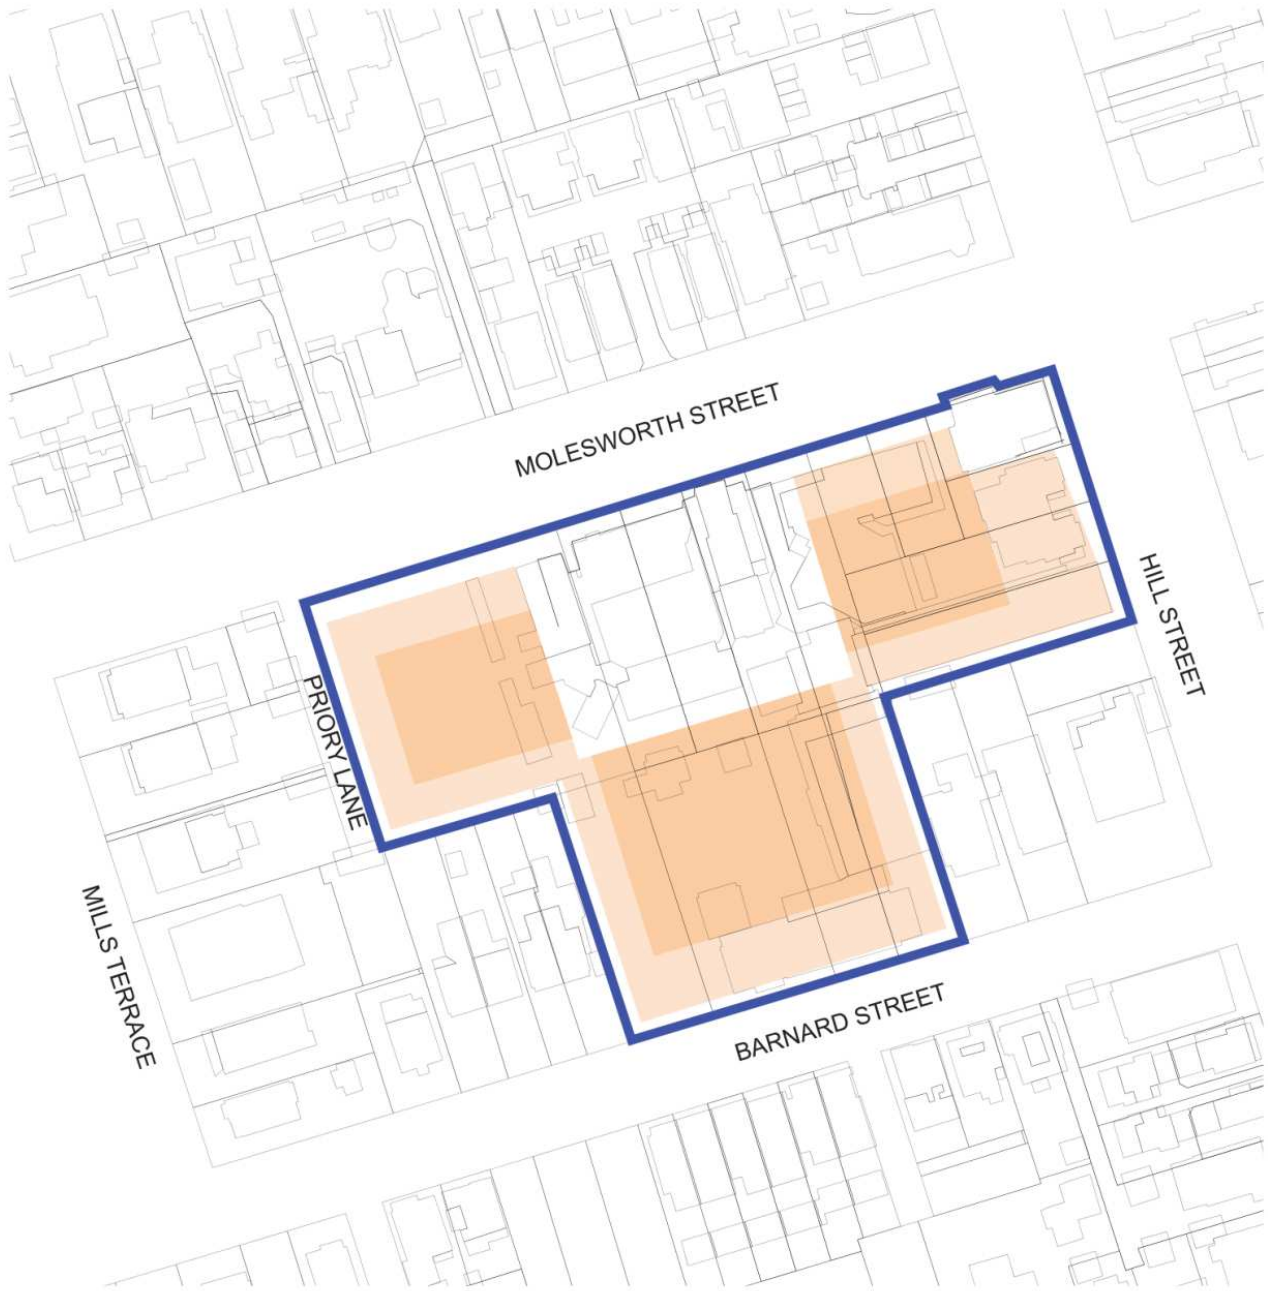 MOLESWORTH STREET
HILL STREET
PRIORY LANE
MILLS TERRACE
BARNARD STREET